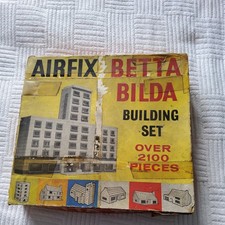 AIRFIX BETTA
BILDA
BUILDING
SET
OVER
2100
PIECES